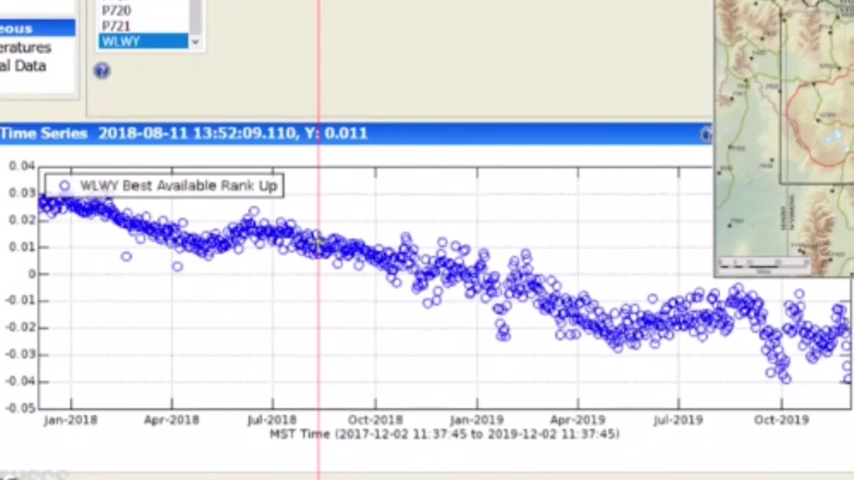 P720
P721
WLWY
eous
eratures
al Data
Time Series 2018-08-11 13:52:09.110, Y: 0.011
WLWY Best Available Rank Up
0.04
0.03
0.02
0.01
0
-0.01
-0.02
-0.03
-0.04
-0.05
Jan-2018 Apr-2018 Jul-2018 Oct-2018 Jan-2019 Apr-2019 Jul-2019 Oct-2019
MST Time (2017-12-02 11:37:45 to 2019-12-02 11:37:45)